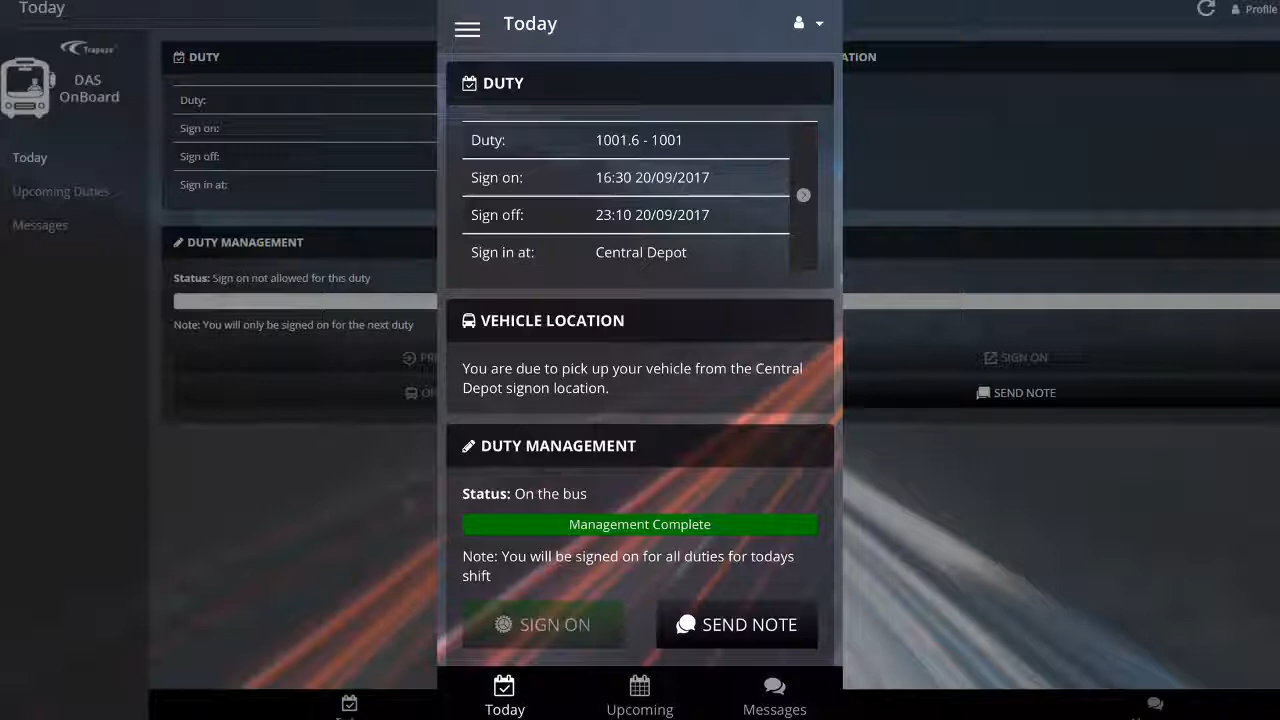 Today
Profile
Trapeze
DAS
OnBoard
Today
Upcoming Duties
Messages
DUTY
Duty:
Sign on:
Sign off:
Sign in at:
DUTY MANAGEMENT
Status: Sign on not allowed for this duty
Note: You will only be signed on for the next duty
Today
DUTY
Duty: 1001.6 - 1001
Sign on: 16:30 20/09/2017
Sign off: 23:10 20/09/2017
Sign in at: Central Depot
VEHICLE LOCATION
You are due to pick up your vehicle from the Central
Depot signon location.
DUTY MANAGEMENT
Status: On the bus
Management Complete
Note: You will be signed on for all duties for todays
shift
SIGN ON
SEND NOTE
Today
Upcoming
Messages
SIGN ON
SEND NOTE